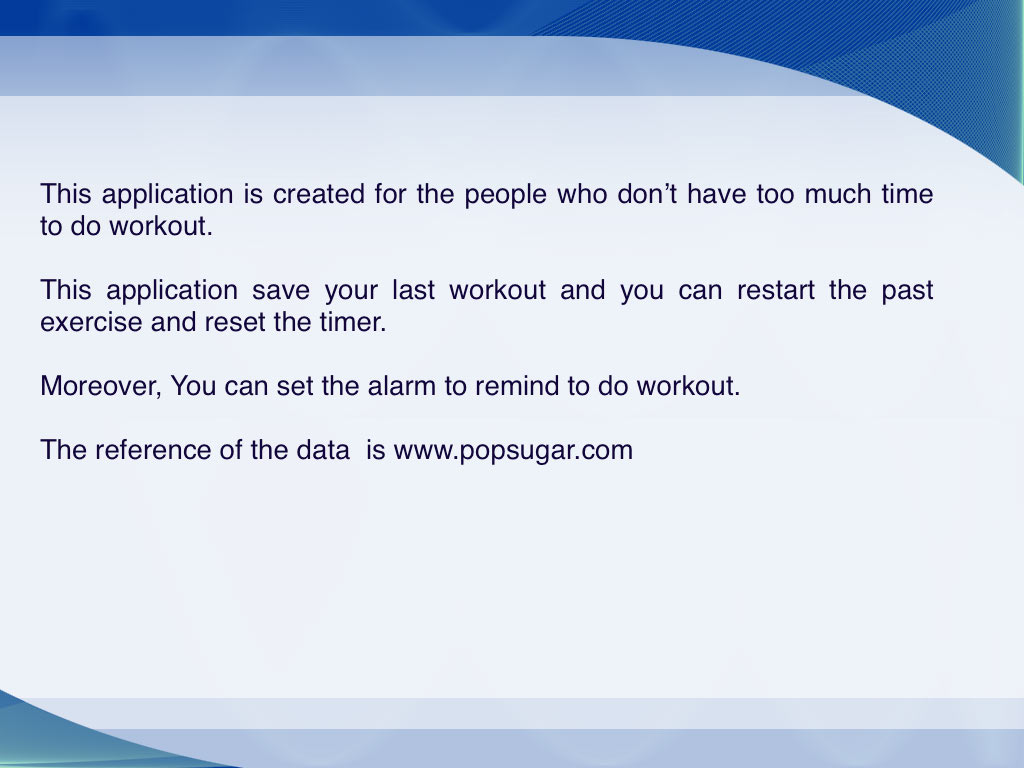 This application is created for the people who don’t have too much time
to do workout.
This application save your last workout and you can restart the past
exercise and reset the timer.
Moreover, You can set the alarm to remind to do workout.
The reference of the data  is www.popsugar.com